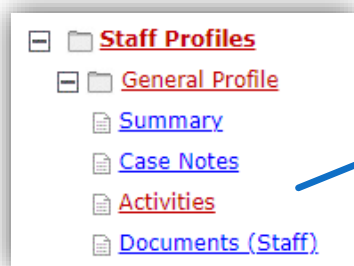 Staff Profiles
General Profile
Summary
Case Notes
Activities
Documents (Staff)